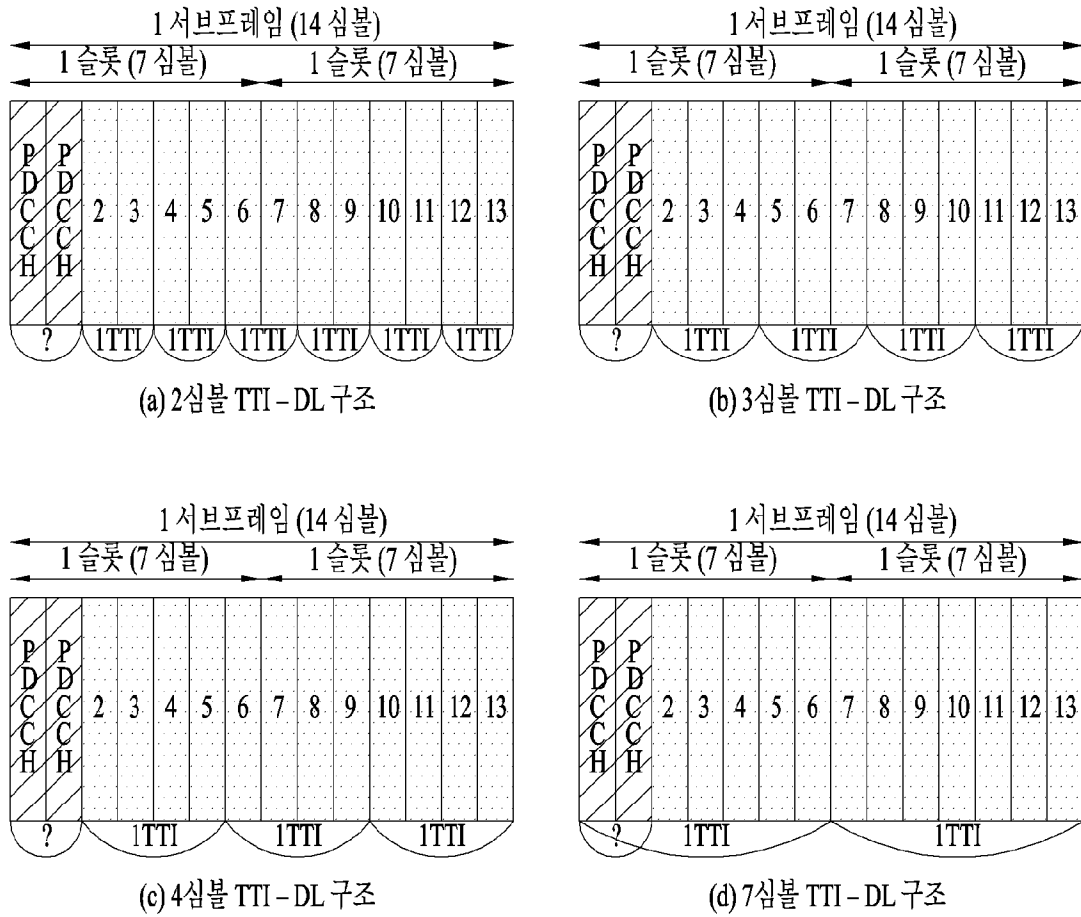 1 서브프레임 (14 심볼)
1 슬롯 (7 심볼) 1 슬롯 (7 심볼)
PDCCH PDCCH 2 3 4 5 6 7 8 9 10 11 12 13
? 1TTI 1TTI 1TTI 1TTI 1TTI 1TTI
(a) 2심볼 TTI – DL 구조
1 서브프레임 (14 심볼)
1 슬롯 (7 심볼) 1 슬롯 (7 심볼)
PDCCH PDCCH 2 3 4 5 6 7 8 9 10 11 12 13
? 1TTI 1TTI 1TTI 1TTI
(b) 3심볼 TTI – DL 구조
1 서브프레임 (14 심볼)
1 슬롯 (7 심볼) 1 슬롯 (7 심볼)
PDCCH PDCCH 2 3 4 5 6 7 8 9 10 11 12 13
? 1TTI 1TTI 1TTI
(c) 4심볼 TTI – DL 구조
1 서브프레임 (14 심볼)
1 슬롯 (7 심볼) 1 슬롯 (7 심볼)
PDCCH PDCCH 2 3 4 5 6 7 8 9 10 11 12 13
? 1TTI 1TTI
(d) 7심볼 TTI – DL 구조